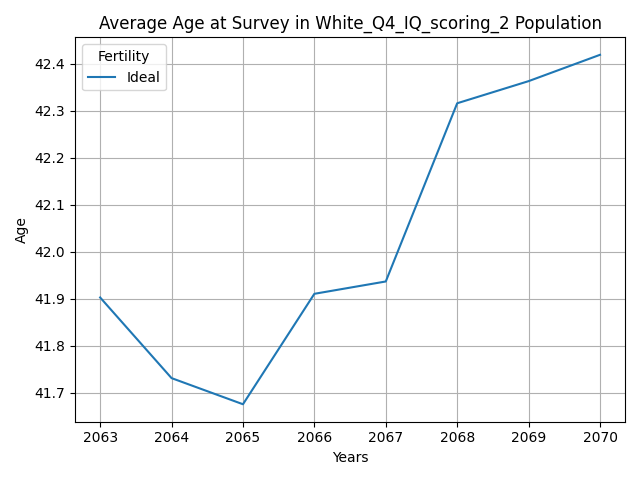 Average Age at Survey in White_Q4_IQ_scoring_2 Population
Fertility
Ideal
42.4
42.3
42.2
42.1
42.0
41.9
41.8
41.7
Age
2063 2064 2065 2066 2067 2068 2069 2070
Years